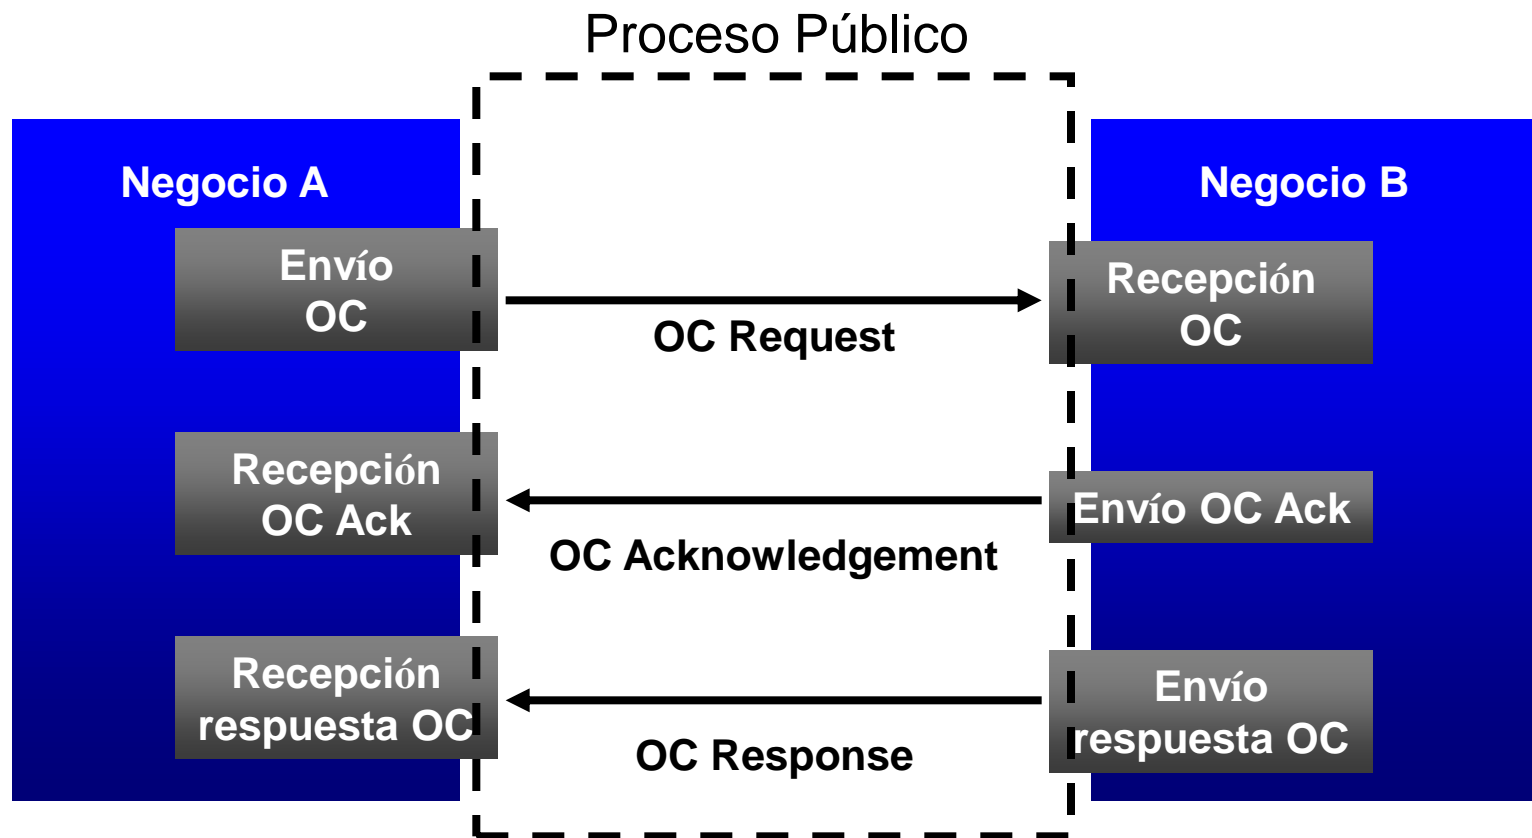 Proceso Público
Negocio A
Negocio B
Envío
OC
Recepción
OC
OC Request
Recepción
OC Ack
Envío OC Ack
OC Acknowledgement
Recepción
respuesta OC
Envío
respuesta OC
OC Response